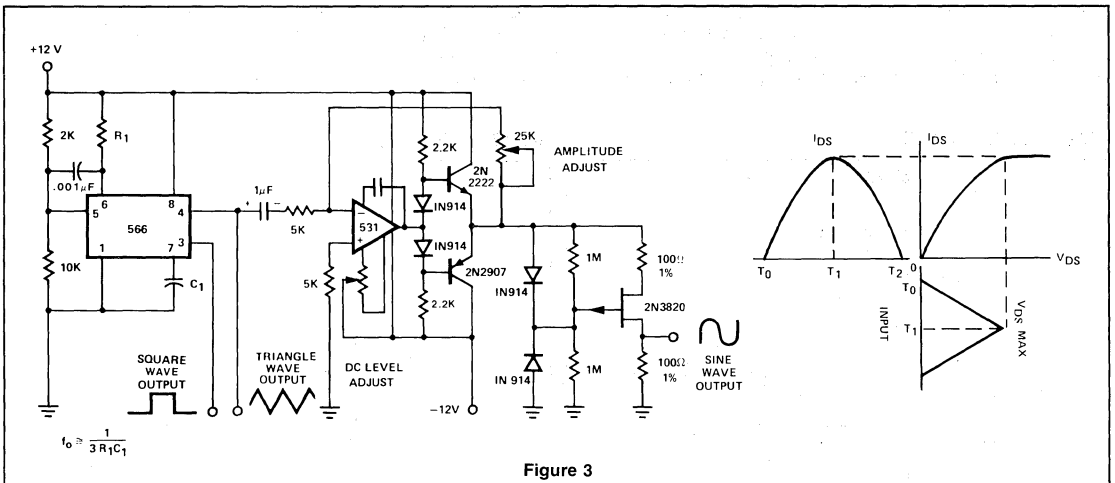 +12 V
2K
R1
.001µF
5
6
8
4
566
3
1
7
10K
C1
SQUARE
WAVE
OUTPUT
TRIANGLE
WAVE
OUTPUT
fo ≅ 1 / 3 R1C1
1µF
+
-
5K
5K
-
531
+
DC LEVEL
ADJUST
2.2K
2N
2222
IN914
IN914
2N2907
2.2K
-12V
25K
AMPLITUDE
ADJUST
IN914
IN 914
1M
1M
100Ω
1%
2N3820
100Ω
1%
SINE
WAVE
OUTPUT
IDS
IDS
T0
T1
T2
0
VDS
T0
T1
INPUT
VDS MAX
Figure 3